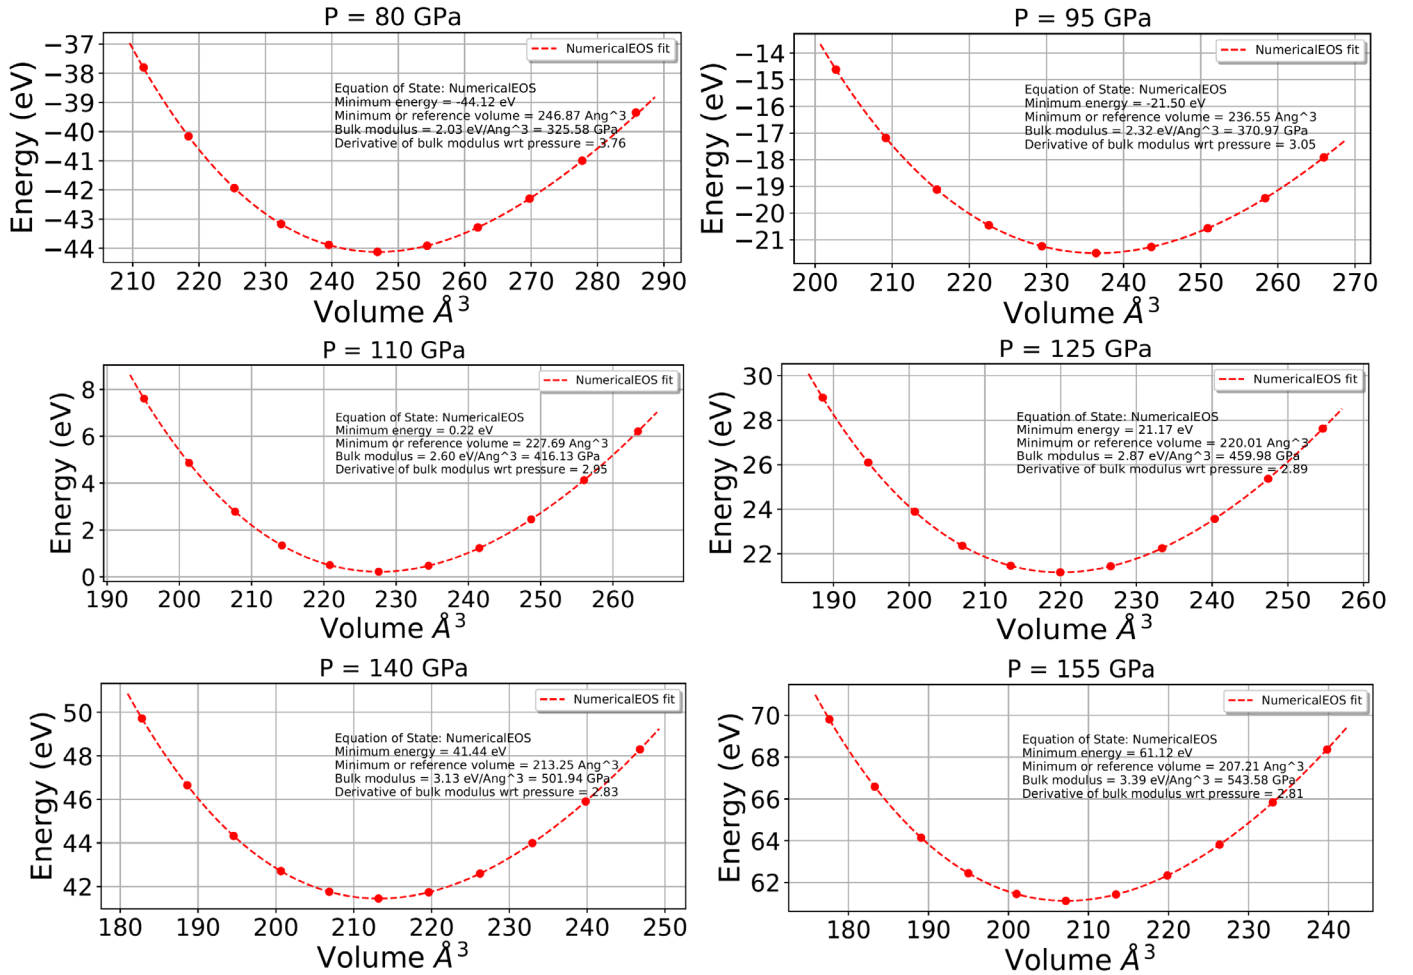 P = 80 GPa
Energy (eV)
−37
−38
−39
−40
−41
−42
−43
−44
NumericalEOS fit
Equation of State: NumericalEOS
Minimum energy = -44.12 eV
Minimum or reference volume = 246.87 Ang^3
Bulk modulus = 2.03 eV/Ang^3 = 325.58 GPa
Derivative of bulk modulus wrt pressure = 3.76
210 220 230 240 250 260 270 280 290
Volume Å³
P = 95 GPa
Energy (eV)
−14
−15
−16
−17
−18
−19
−20
−21
NumericalEOS fit
Equation of State: NumericalEOS
Minimum energy = -21.50 eV
Minimum or reference volume = 236.55 Ang^3
Bulk modulus = 2.32 eV/Ang^3 = 370.97 GPa
Derivative of bulk modulus wrt pressure = 3.05
200 210 220 230 240 250 260 270
Volume Å³
P = 110 GPa
Energy (eV)
8
6
4
2
0
NumericalEOS fit
Equation of State: NumericalEOS
Minimum energy = 0.22 eV
Minimum or reference volume = 227.69 Ang^3
Bulk modulus = 2.60 eV/Ang^3 = 416.13 GPa
Derivative of bulk modulus wrt pressure = 2.95
190 200 210 220 230 240 250 260
Volume Å³
P = 125 GPa
Energy (eV)
30
28
26
24
22
NumericalEOS fit
Equation of State: NumericalEOS
Minimum energy = 21.17 eV
Minimum or reference volume = 220.01 Ang^3
Bulk modulus = 2.87 eV/Ang^3 = 459.98 GPa
Derivative of bulk modulus wrt pressure = 2.89
190 200 210 220 230 240 250 260
Volume Å³
P = 140 GPa
Energy (eV)
50
48
46
44
42
NumericalEOS fit
Equation of State: NumericalEOS
Minimum energy = 41.44 eV
Minimum or reference volume = 213.25 Ang^3
Bulk modulus = 3.13 eV/Ang^3 = 501.94 GPa
Derivative of bulk modulus wrt pressure = 2.83
180 190 200 210 220 230 240 250
Volume Å³
P = 155 GPa
Energy (eV)
70
68
66
64
62
NumericalEOS fit
Equation of State: NumericalEOS
Minimum energy = 61.12 eV
Minimum or reference volume = 207.21 Ang^3
Bulk modulus = 3.39 eV/Ang^3 = 543.58 GPa
Derivative of bulk modulus wrt pressure = 2.81
180 190 200 210 220 230 240
Volume Å³